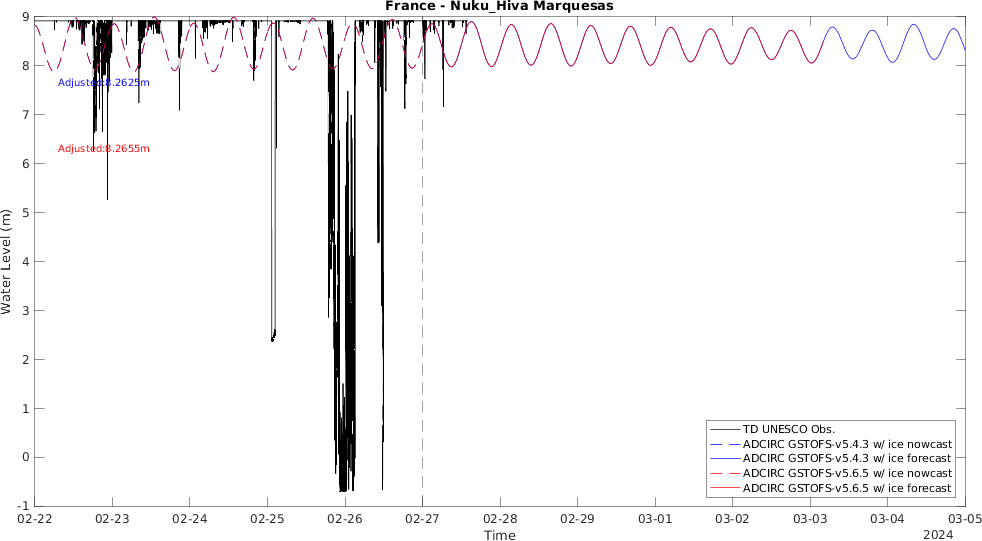 France - Nuku_Hiva Marquesas
Water Level (m)
9
8
7
6
5
4
3
2
1
0
-1
Adjusted:8.2625m
Adjusted:8.2655m
TD UNESCO Obs.
ADCIRC GSTOFS-v5.4.3 w/ ice nowcast
ADCIRC GSTOFS-v5.4.3 w/ ice forecast
ADCIRC GSTOFS-v5.6.5 w/ ice nowcast
ADCIRC GSTOFS-v5.6.5 w/ ice forecast
02-22 02-23 02-24 02-25 02-26 02-27 02-28 02-29 03-01 03-02 03-03 03-04 03-05
Time
2024